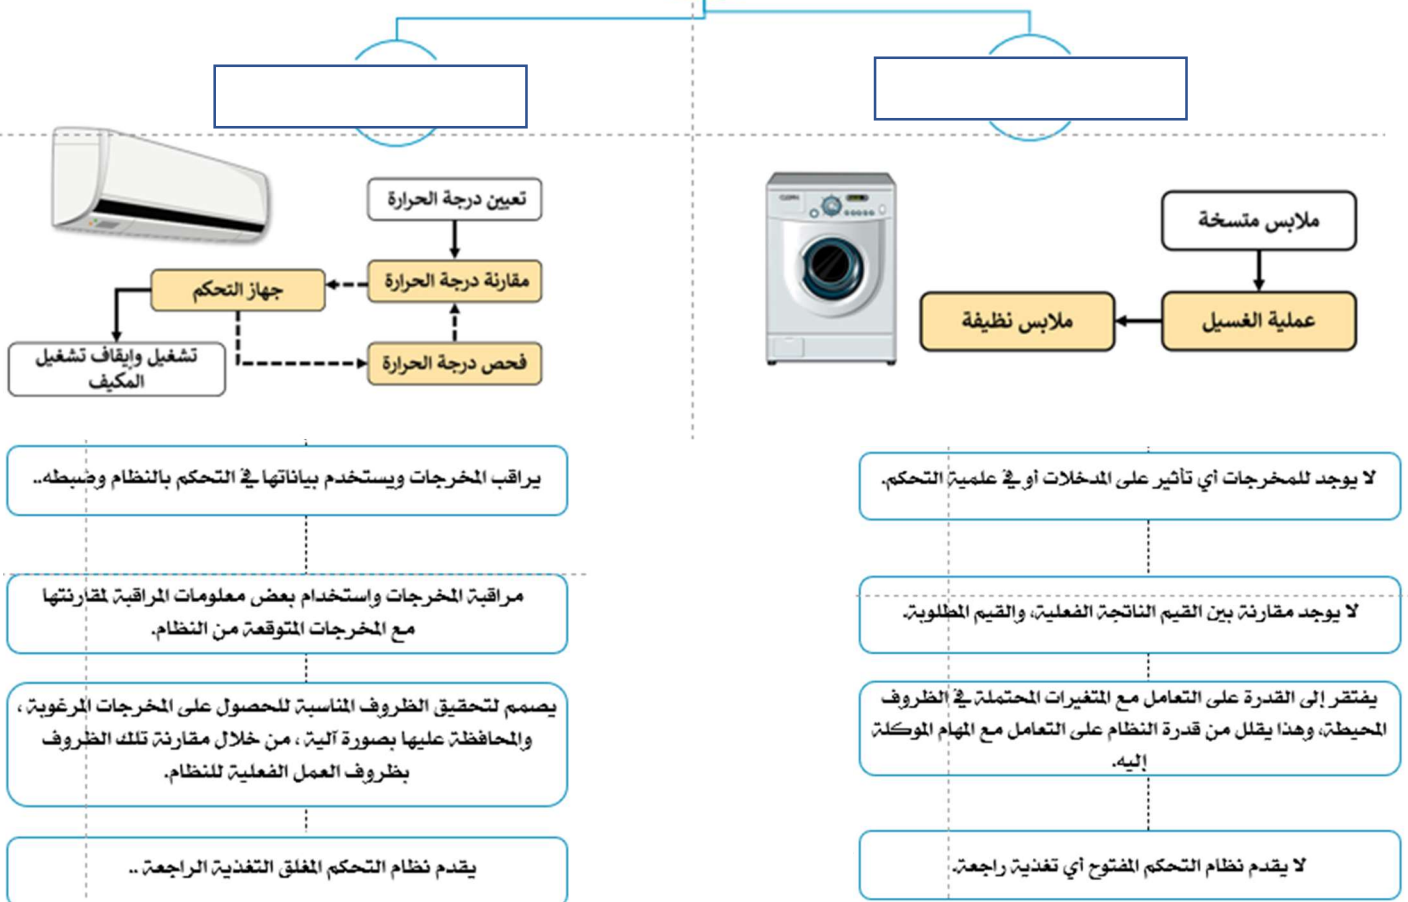 ملابس متسخة
عملية الغسيل
ملابس نظيفة
لا يوجد للمخرجات أي تأثير على المدخلات أو في علمية التحكم.
لا يوجد مقارنة بين القيم الناتجة الفعلية، والقيم المطلوبة.
يفتقر إلى القدرة على التعامل مع المتغيرات المحتملة في الظروف
المحيطة، وهذا يقلل من قدرة النظام على التعامل مع المهام الموكلة
إليه.
لا يقدم نظام التحكم المفتوح أي تغذية راجعة.
تعيين درجة الحرارة
مقارنة درجة الحرارة
جهاز التحكم
فحص درجة الحرارة
تشغيل وإيقاف تشغيل
المكيف
يراقب المخرجات ويستخدم بياناتها في التحكم بالنظام وضبطه..
مراقبة المخرجات واستخدام بعض معلومات المراقبة لمقارنتها
مع المخرجات المتوقعة من النظام.
يصمم لتحقيق الظروف المناسبة للحصول على المخرجات المرغوبة ،
والمحافظة عليها بصورة آلية ، من خلال مقارنة تلك الظروف
بظروف العمل الفعلية للنظام.
يقدم نظام التحكم المغلق التغذية الراجعة ..